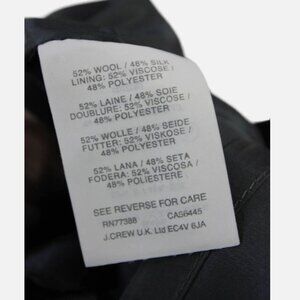 52% WOOL / 48% SILK
LINING: 52% VISCOSE /
48% POLYESTER
52% LAINE / 48% SOIE
DOUBLURE: 52% VISCOSE /
48% POLYESTER
52% WOLLE / 48% SEIDE
FUTTER: 52% VISKOSE /
48% POLYESTER
52% LANA / 48% SETA
FODERA: 52% VISCOSA /
48% POLIESTERE
SEE REVERSE FOR CARE
RN77388 CA56445
J.CREW U.K. Ltd EC4V 6JA